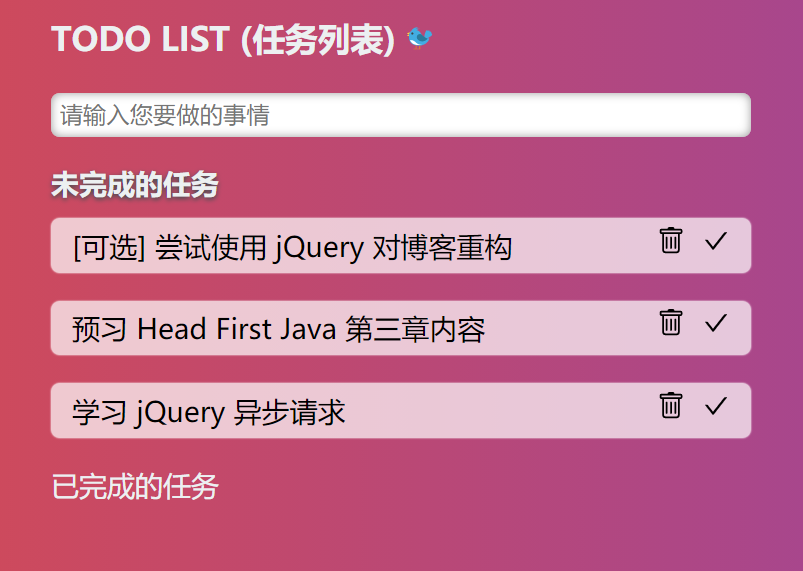 TODO LIST (任务列表) 🐦
请输入您要做的事情
未完成的任务
[可选] 尝试使用 jQuery 对博客重构
预习 Head First Java 第三章内容
学习 jQuery 异步请求
已完成的任务